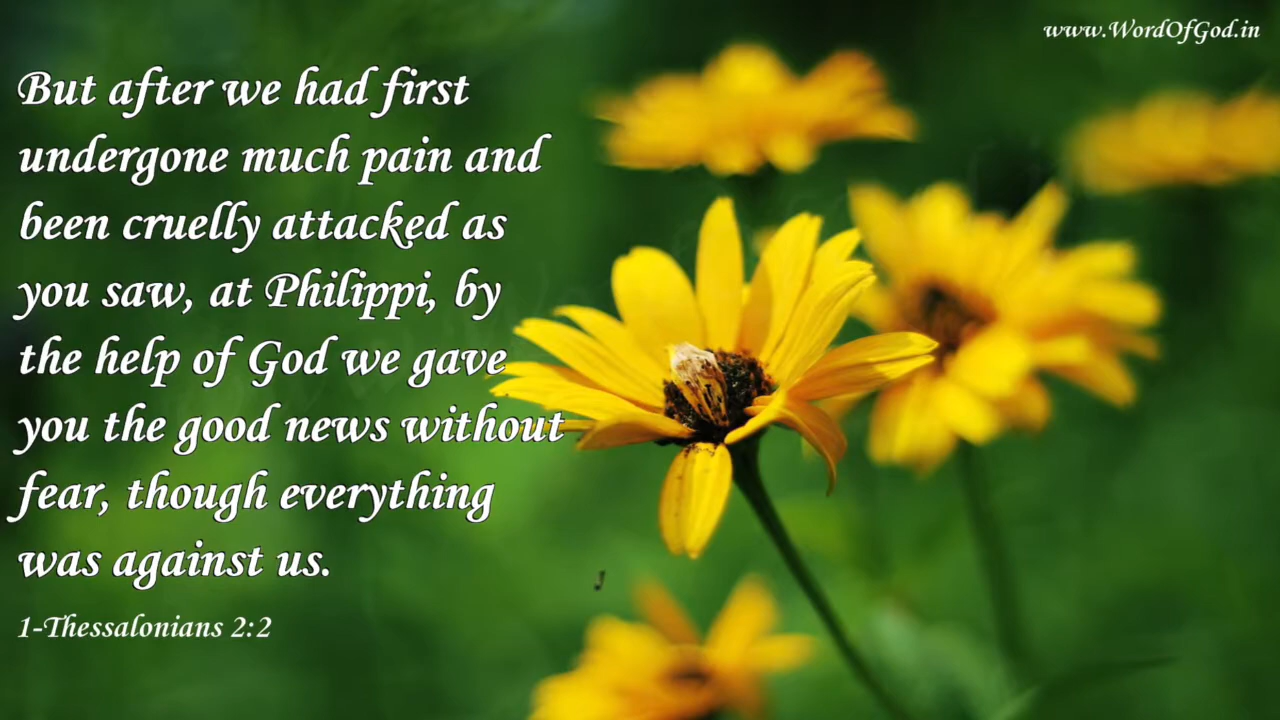 www.WordOfGod.in
But after we had first
undergone much pain and
been cruelly attacked as
you saw, at Philippi, by
the help of God we gave
you the good news without
fear, though everything
was against us.
1-Thessalonians 2:2